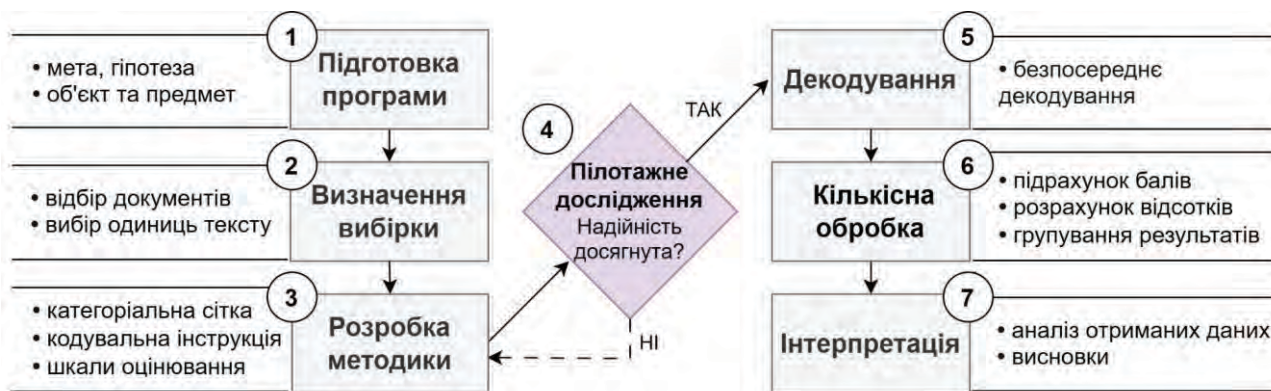 1
Підготовка
програми
• мета, гіпотеза
• об'єкт та предмет
2
Визначення
вибірки
• відбір документів
• вибір одиниць тексту
3
Розробка
методики
• категоріальна сітка
• кодувальна інструкція
• шкали оцінювання
4
Пілотажне
дослідження
Надійність
досягнута?
ТАК
НІ
5
Декодування
• безпосереднє
декодування
6
Кількісна
обробка
• підрахунок балів
• розрахунок відсотків
• групування результатів
7
Інтерпретація
• аналіз отриманих даних
• висновки